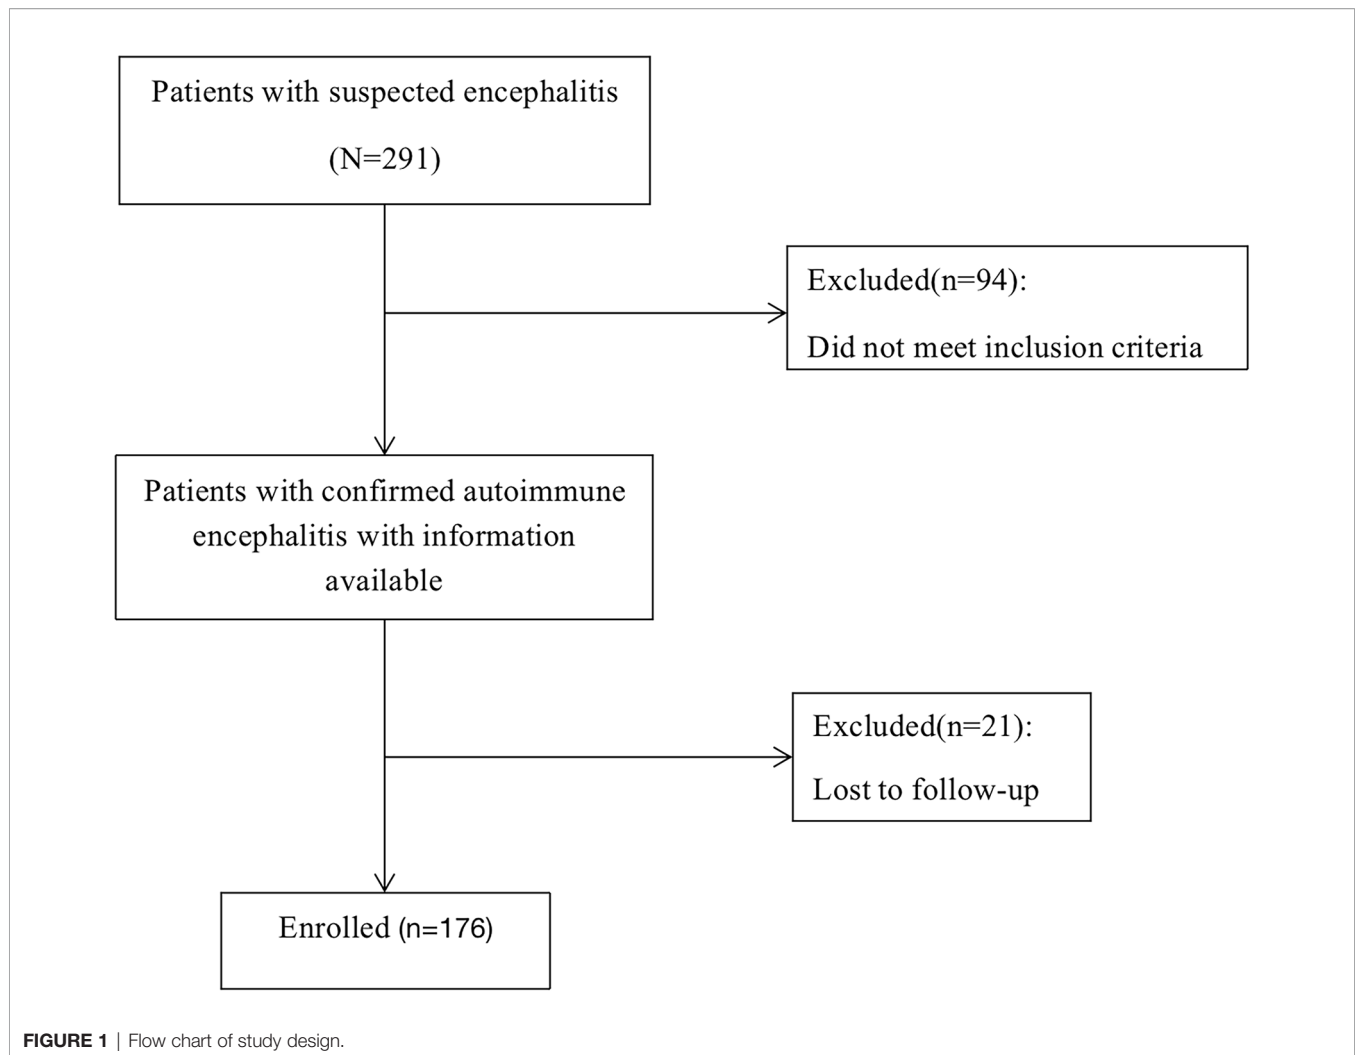 Patients with suspected encephalitis
(N=291)
Excluded(n=94):
Did not meet inclusion criteria
Patients with confirmed autoimmune
encephalitis with information
available
Excluded(n=21):
Lost to follow-up
Enrolled (n=176)
FIGURE 1 | Flow chart of study design.